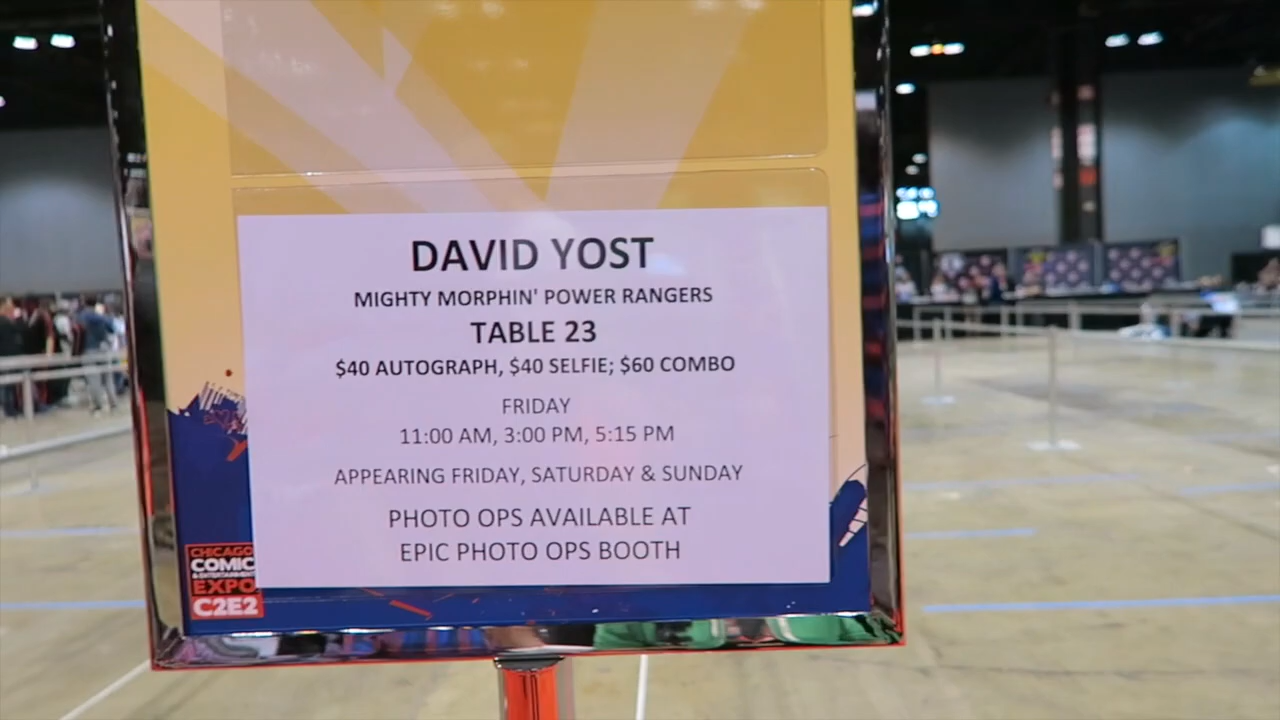 DAVID YOST
MIGHTY MORPHIN' POWER RANGERS
TABLE 23
$40 AUTOGRAPH, $40 SELFIE; $60 COMBO
FRIDAY
11:00 AM, 3:00 PM, 5:15 PM
APPEARING FRIDAY, SATURDAY & SUNDAY
PHOTO OPS AVAILABLE AT
EPIC PHOTO OPS BOOTH
CHICAGO
COMIC
& ENTERTAINMENT
EXPO
C2E2